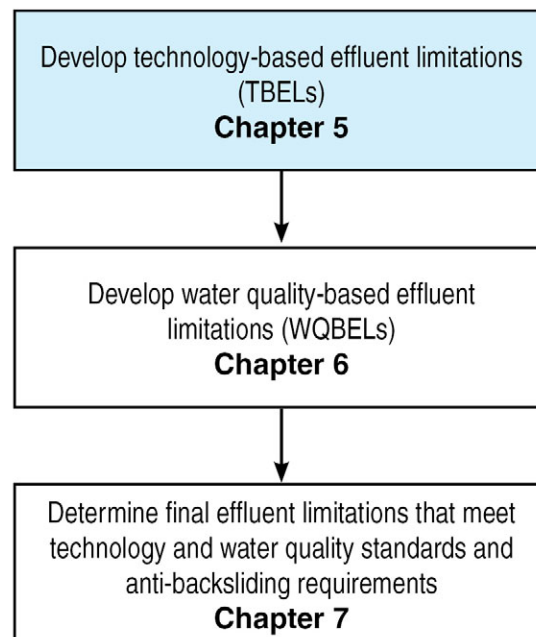 Develop technology-based effluent limitations
(TBELs)
Chapter 5
Develop water quality-based effluent
limitations (WQBELs)
Chapter 6
Determine final effluent limitations that meet
technology and water quality standards and
anti-backsliding requirements
Chapter 7